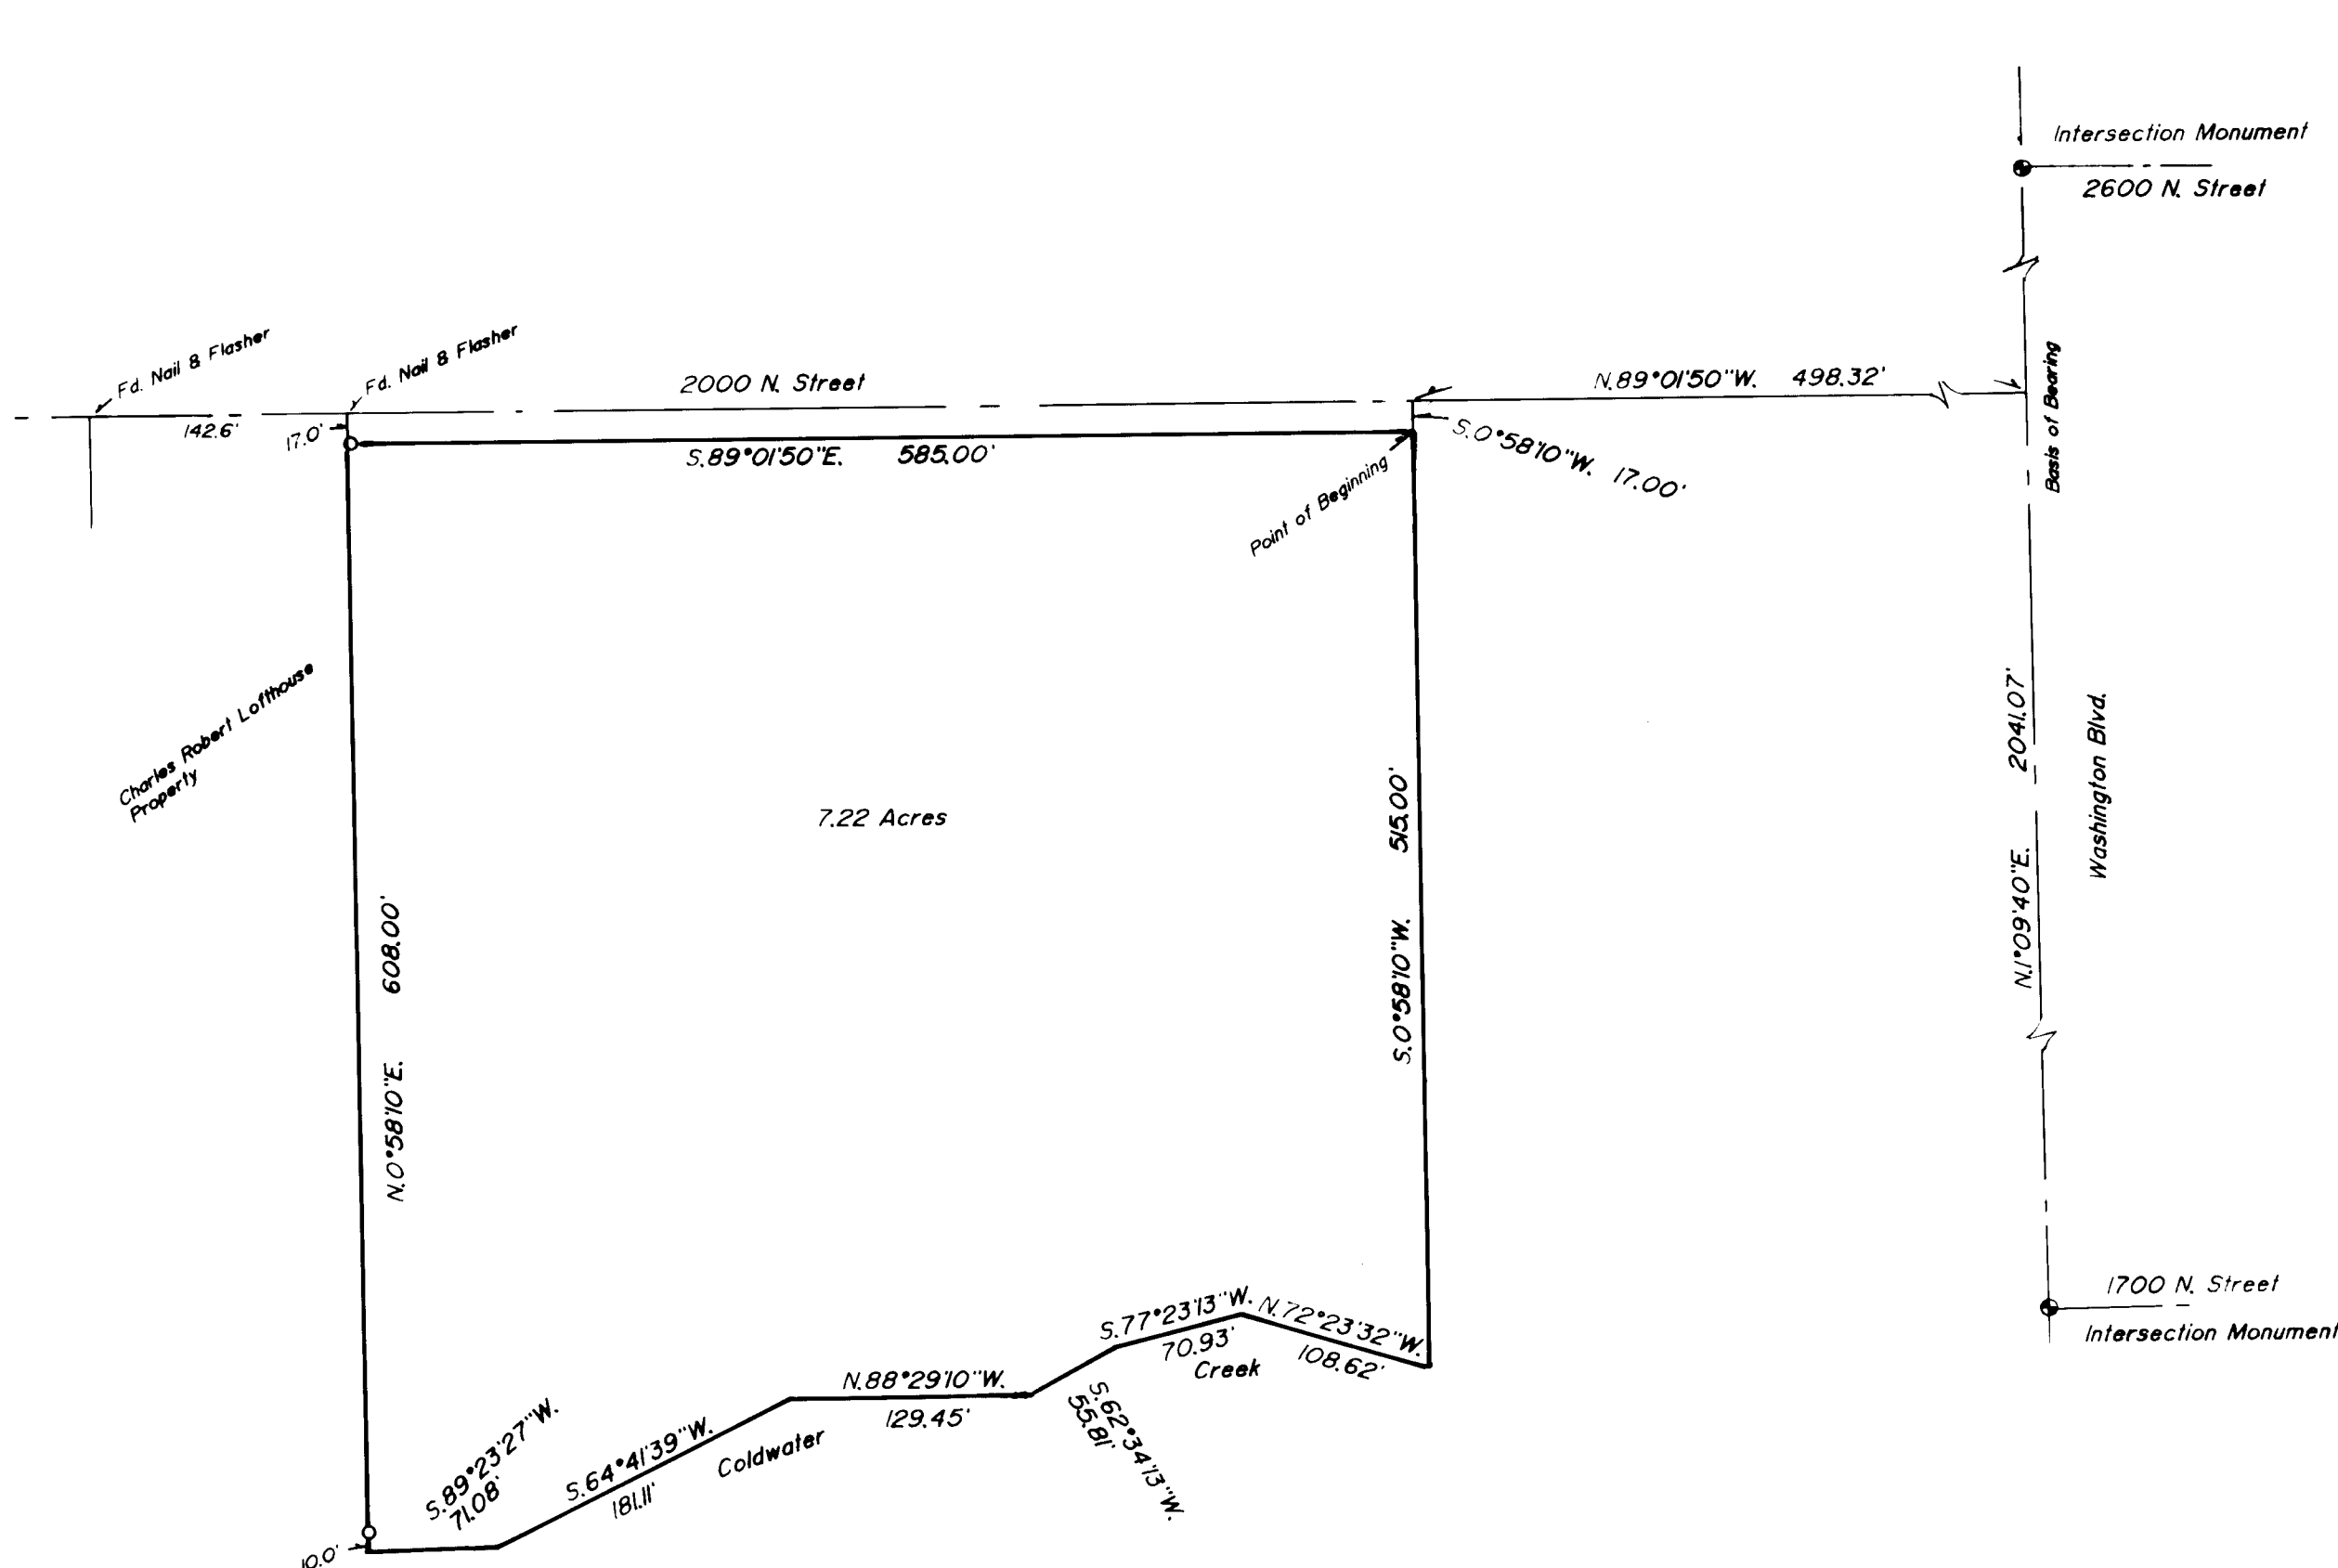 Intersection Monument
2600 N. Street
Fd. Nail & Flasher
Fd. Nail & Flasher
2000 N. Street
N.89°01'50"W. 498.32'
142.6'
17.0'
S.89°01'50"E. 585.00'
S.0°58'10"W. 17.00'
Point of Beginning
Basis of Bearing
Charles Robert Lofthouse
Property
7.22 Acres
N.0°58'10"E. 608.00'
S.0°58'10"W. 515.00'
N.1°09'40"E. 2041.07'
Washington Blvd.
1700 N. Street
Intersection Monument
N.72°23'32"W.
108.62'
S.77°23'13"W.
70.93'
Creek
S.62°34'13"W.
55.81'
N.88°29'10"W.
129.45'
Coldwater
S.64°41'39"W.
181.11'
S.89°23'27"W.
71.08'
10.0'